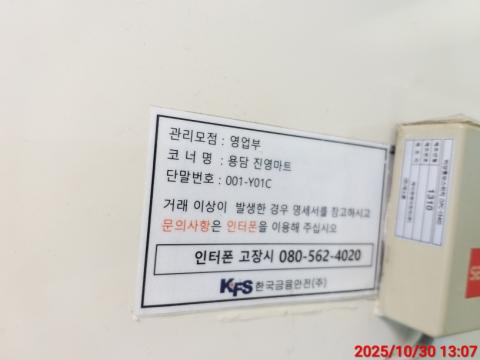 관리모점 : 영업부
코 너 명 : 용담 진영마트
단말번호 : 001-Y01C
거래 이상이 발생한 경우 명세서를 참고하시고
문의사항은 인터폰을 이용해 주십시오
인터폰 고장시 080-562-4020
KFS 한국금융안전(주)
1310
2025/10/30 13:07